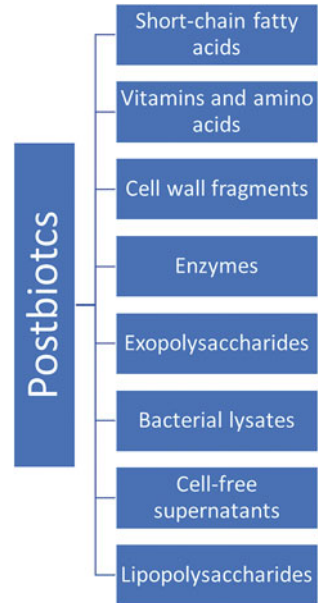 Postbiotcs
Short-chain fatty
acids
Vitamins and amino
acids
Cell wall fragments
Enzymes
Exopolysaccharides
Bacterial lysates
Cell-free
supernatants
Lipopolysaccharides